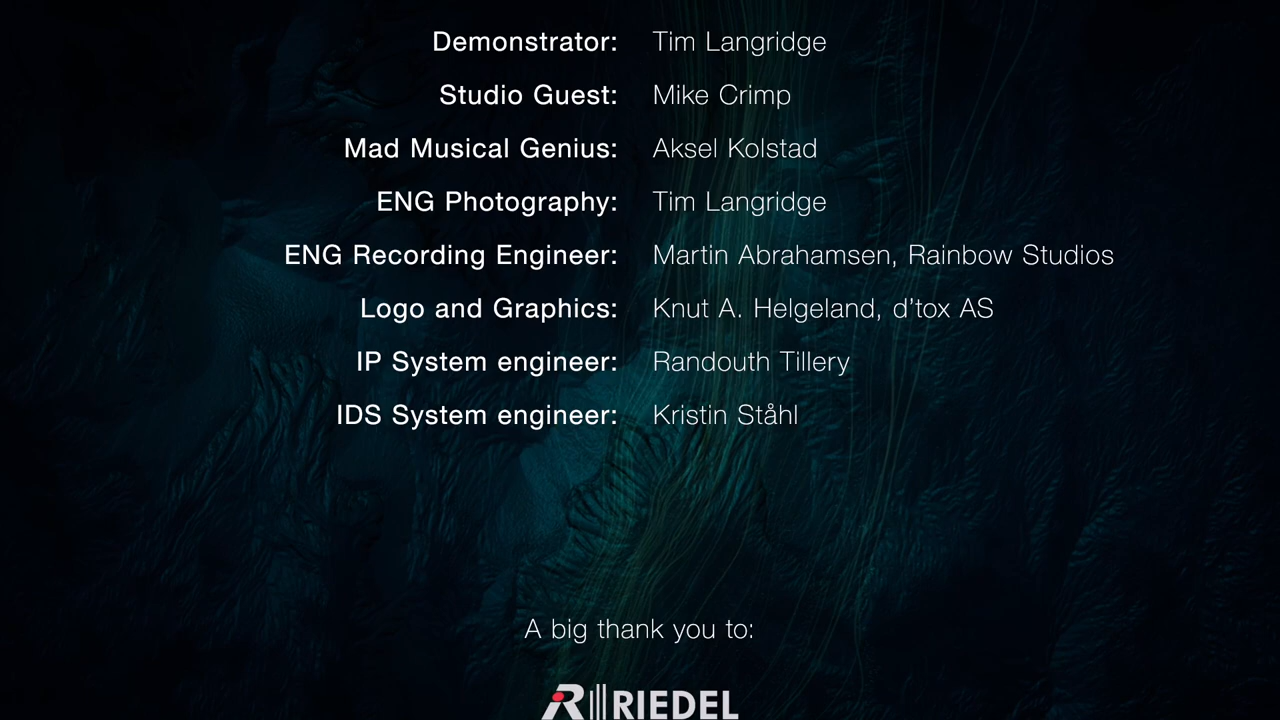 Demonstrator: Tim Langridge
Studio Guest: Mike Crimp
Mad Musical Genius: Aksel Kolstad
ENG Photography: Tim Langridge
ENG Recording Engineer: Martin Abrahamsen, Rainbow Studios
Logo and Graphics: Knut A. Helgeland, d’tox AS
IP System engineer: Randouth Tillery
IDS System engineer: Kristin Ståhl
A big thank you to:
RIEDEL